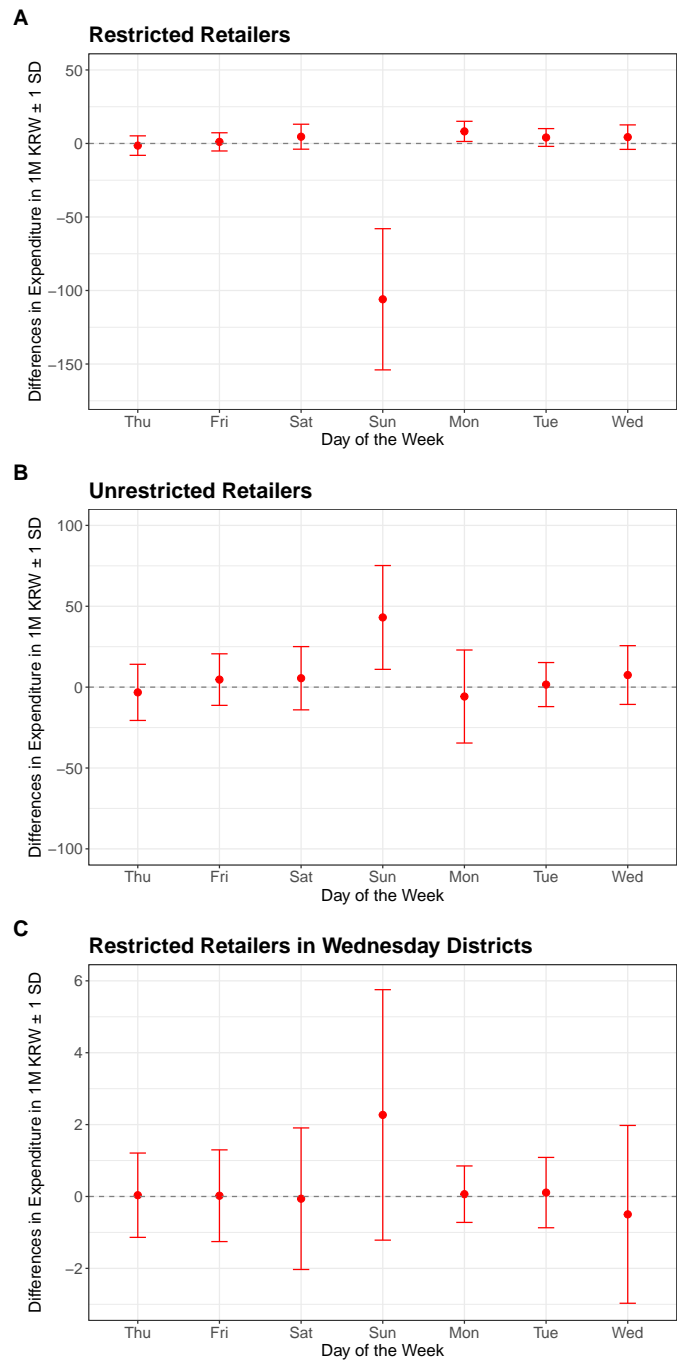 A
Restricted Retailers
Differences in Expenditure in 1M KRW ± 1 SD
50
0
−50
−100
−150
Thu Fri Sat Sun Mon Tue Wed
Day of the Week
B
Unrestricted Retailers
Differences in Expenditure in 1M KRW ± 1 SD
100
50
0
−50
−100
Thu Fri Sat Sun Mon Tue Wed
Day of the Week
C
Restricted Retailers in Wednesday Districts
Differences in Expenditure in 1M KRW ± 1 SD
6
4
2
0
−2
Thu Fri Sat Sun Mon Tue Wed
Day of the Week